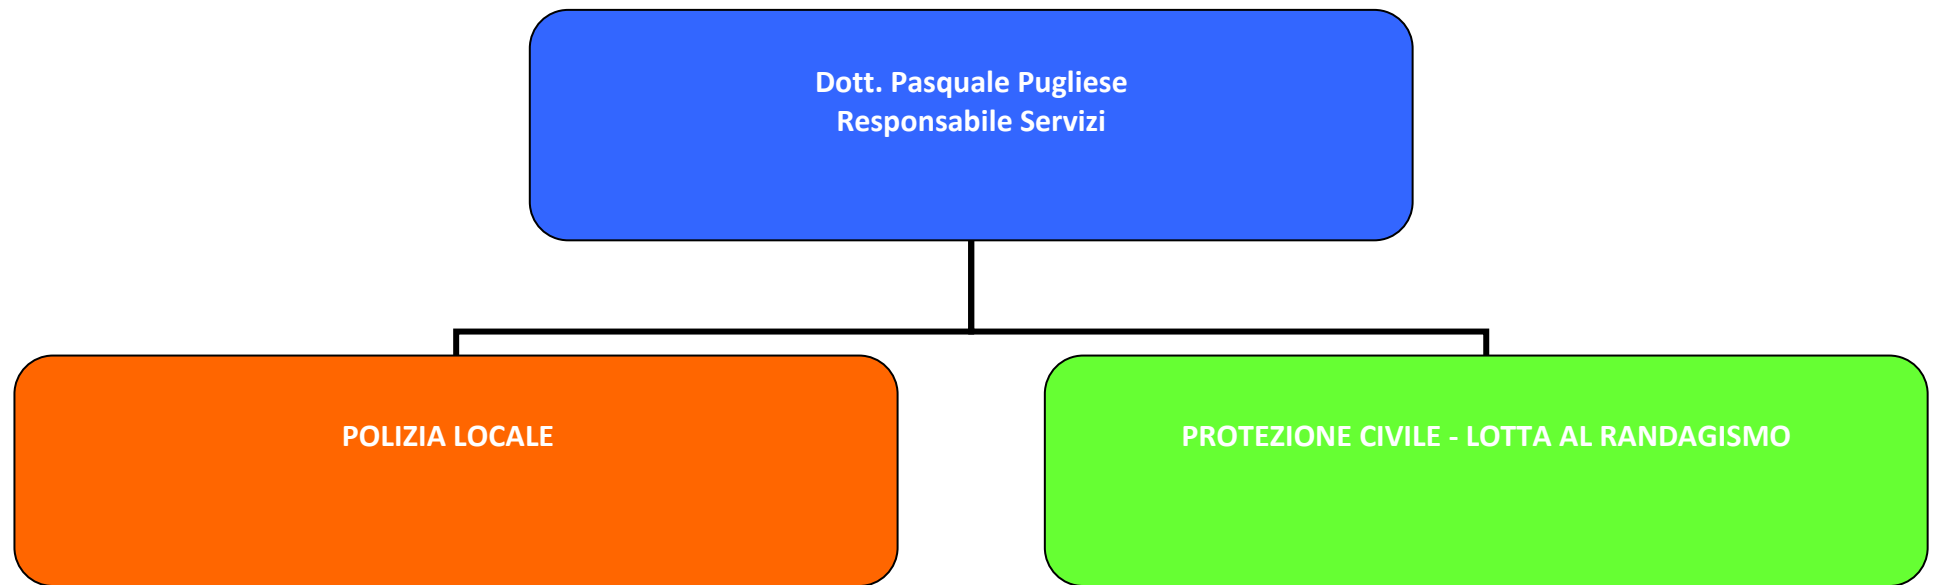 Dott. Pasquale Pugliese
Responsabile Servizi
POLIZIA LOCALE
PROTEZIONE CIVILE - LOTTA AL RANDAGISMO